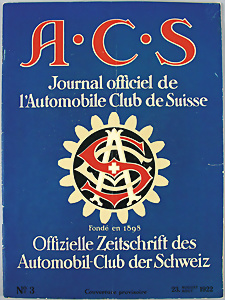 A·C·S
Journal officiel de
l'Automobile Club de Suisse
ACS
Fondé en 1898
Offizielle Zeitschrift des
Automobil-Club der Schweiz
No 3